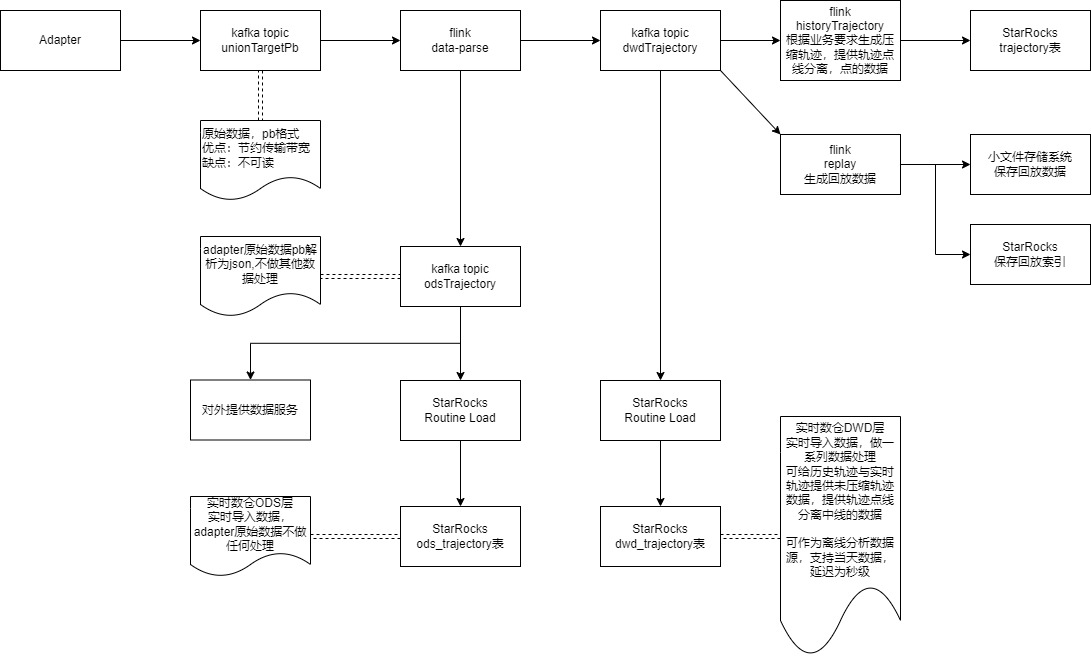 Adapter
kafka topic
unionTargetPb
flink
data-parse
kafka topic
dwdTrajectory
flink
historyTrajectory
根据业务要求生成压
缩轨迹，提供轨迹点
线分离，点的数据
StarRocks
trajectory表
原始数据，pb格式
优点：节约传输带宽
缺点：不可读
flink
replay
生成回放数据
小文件存储系统
保存回放数据
StarRocks
保存回放索引
adapter原始数据pb解
析为json,不做其他数
据处理
kafka topic
odsTrajectory
对外提供数据服务
StarRocks
Routine Load
StarRocks
Routine Load
实时数仓ODS层
实时导入数据，
adapter原始数据不做
任何处理
StarRocks
ods_trajectory表
StarRocks
dwd_trajectory表
实时数仓DWD层
实时导入数据，做一
系列数据处理
可给历史轨迹与实时
轨迹提供未压缩轨迹
数据，提供轨迹点线
分离中线的数据
可作为离线分析数据
源，支持当天数据，
延迟为秒级